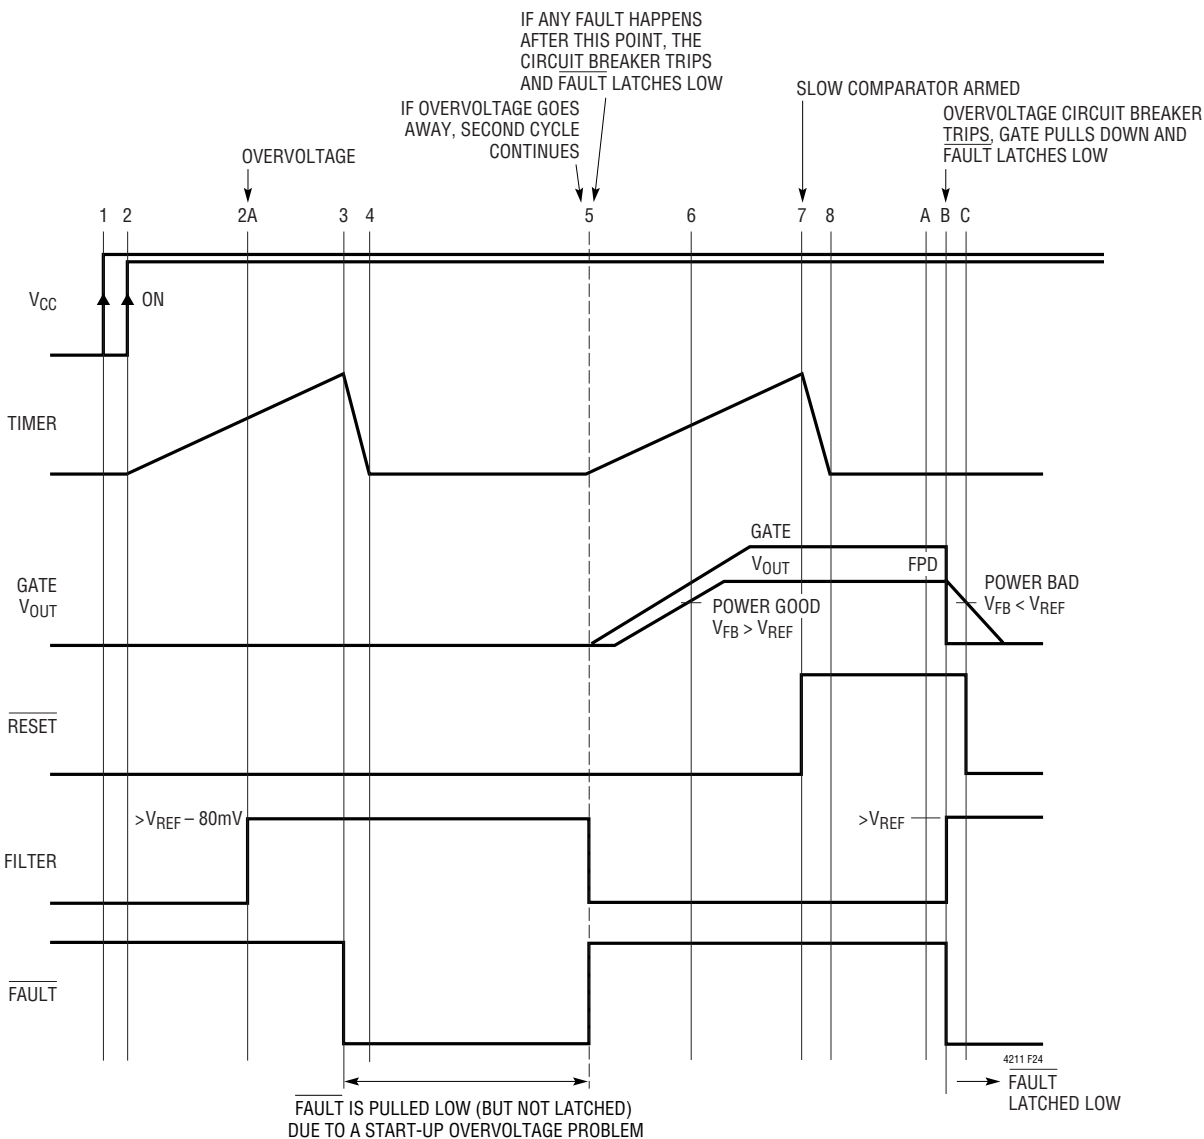 IF ANY FAULT HAPPENS
AFTER THIS POINT, THE
CIRCUIT BREAKER TRIPS
AND FAULT LATCHES LOW
IF OVERVOLTAGE GOES
AWAY, SECOND CYCLE
CONTINUES
SLOW COMPARATOR ARMED
OVERVOLTAGE CIRCUIT BREAKER
TRIPS, GATE PULLS DOWN AND
FAULT LATCHES LOW
OVERVOLTAGE
1 2 2A 3 4 5 6 7 8 A B C
VCC
ON
TIMER
GATE
VOUT
GATE
VOUT
FPD
POWER GOOD
VFB > VREF
POWER BAD
VFB < VREF
RESET
>VREF – 80mV
>VREF
FILTER
FAULT
4211 F24
FAULT
LATCHED LOW
FAULT IS PULLED LOW (BUT NOT LATCHED)
DUE TO A START-UP OVERVOLTAGE PROBLEM